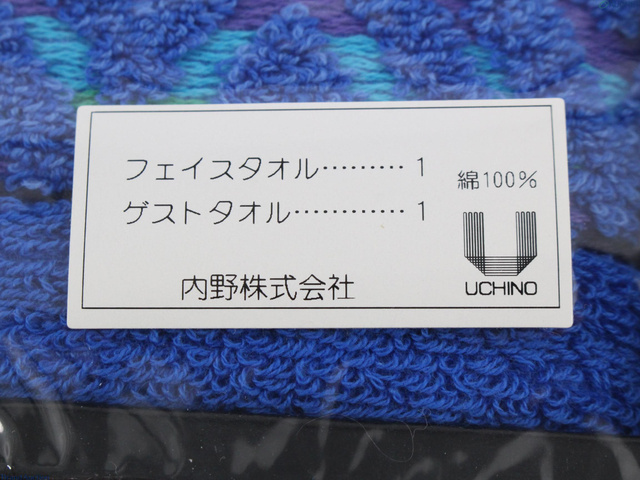 フェイスタオル………1
ゲストタオル…………1
綿100%
UCHINO
内野株式会社